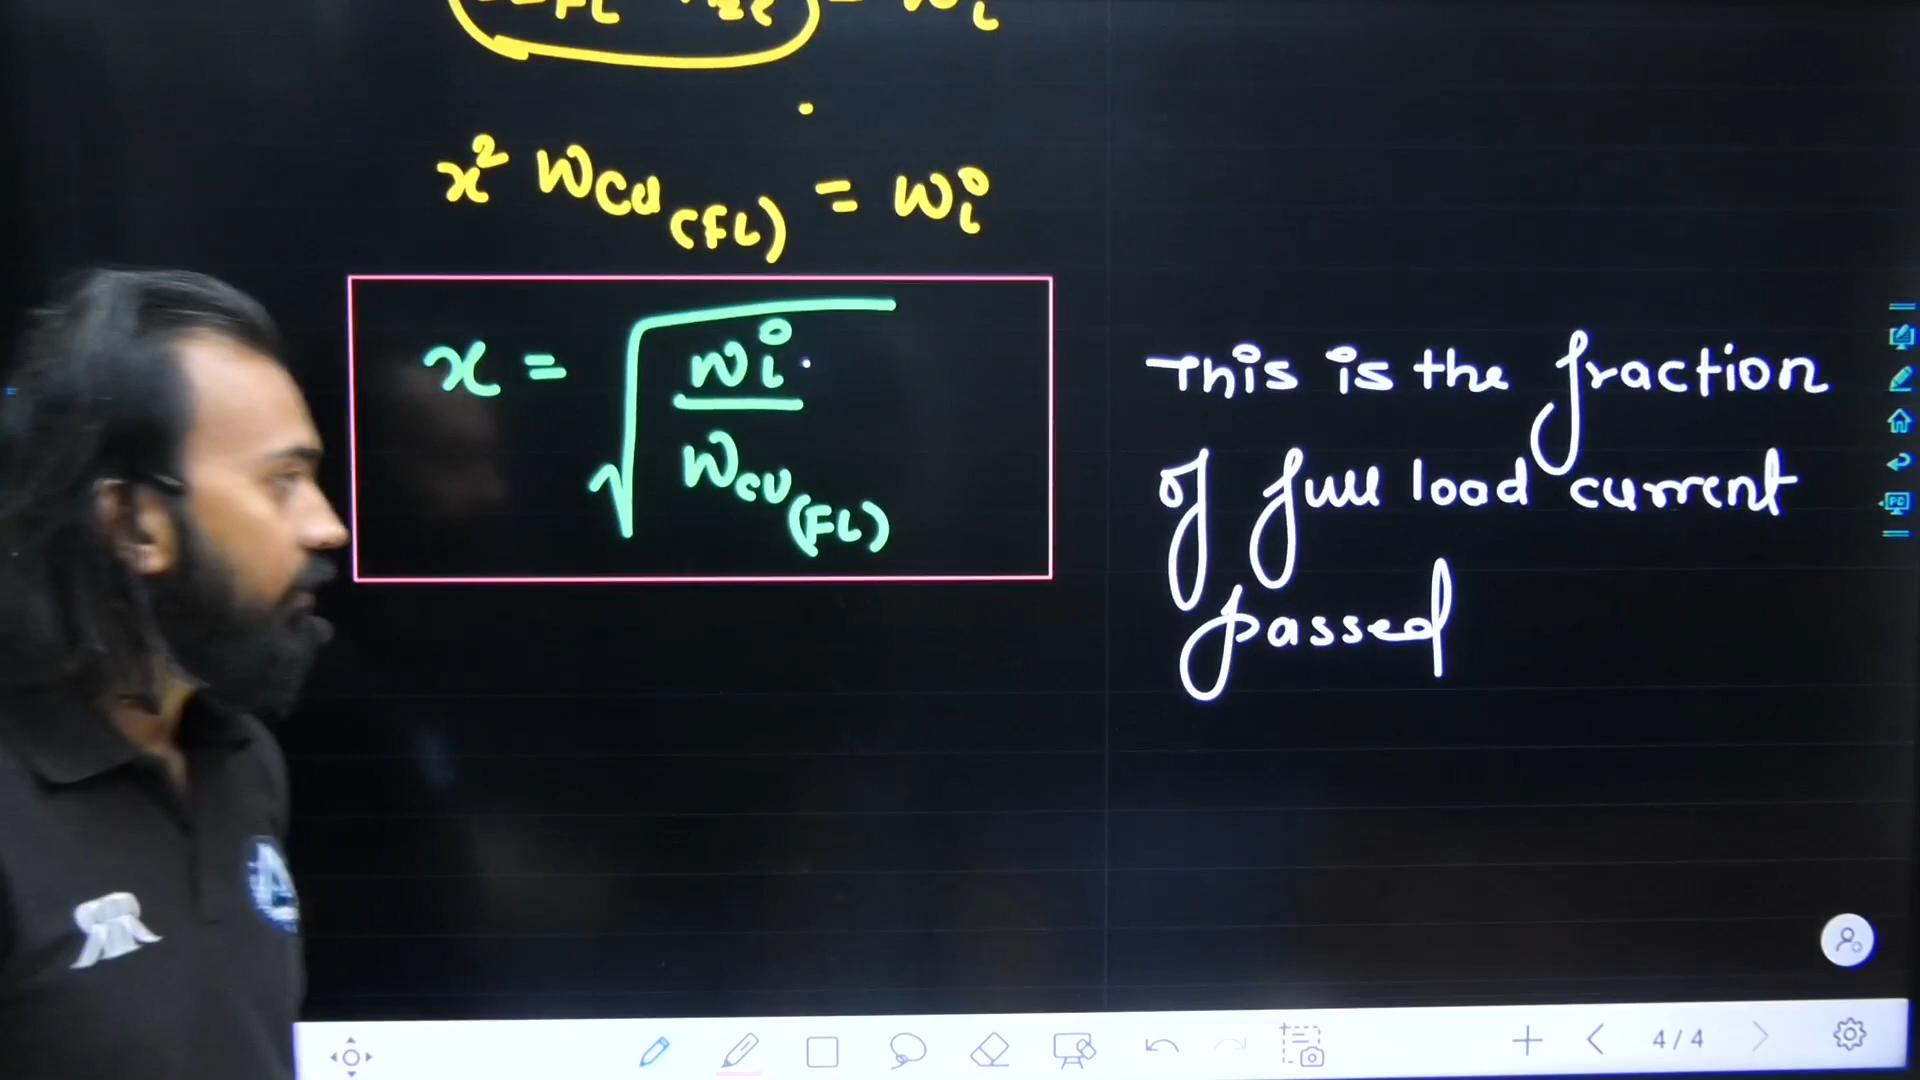 x² W_cu(FL) = Wi
x = √(Wi / W_cu(FL))
This is the fraction
of full load current
passed
4/4